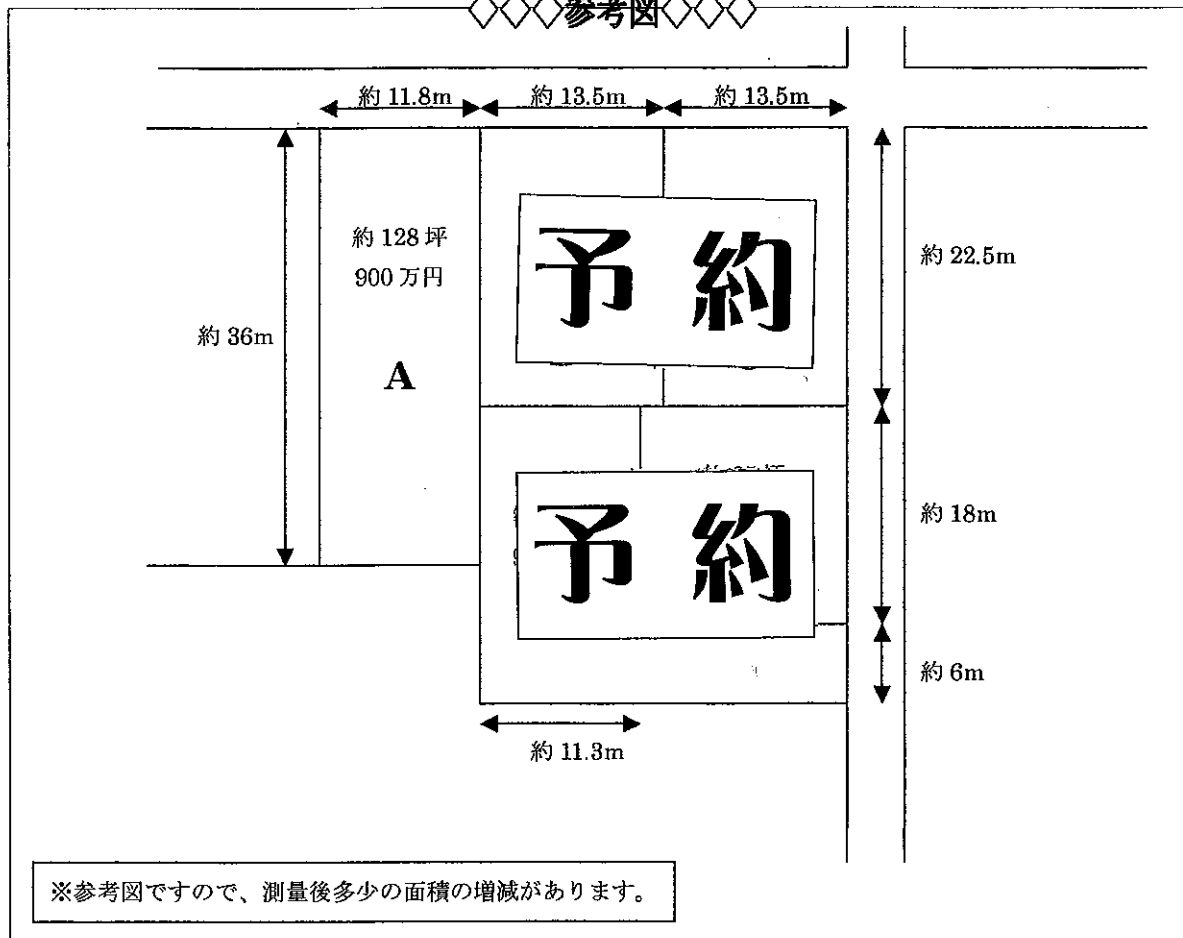 ◇◇◇参考図◇◇◇
約 11.8m
約 13.5m
約 13.5m
約 128 坪
900 万円
A
約 36m
予約
約 22.5m
予約
約 18m
約 6m
約 11.3m
※参考図ですので、測量後多少の面積の増減があります。